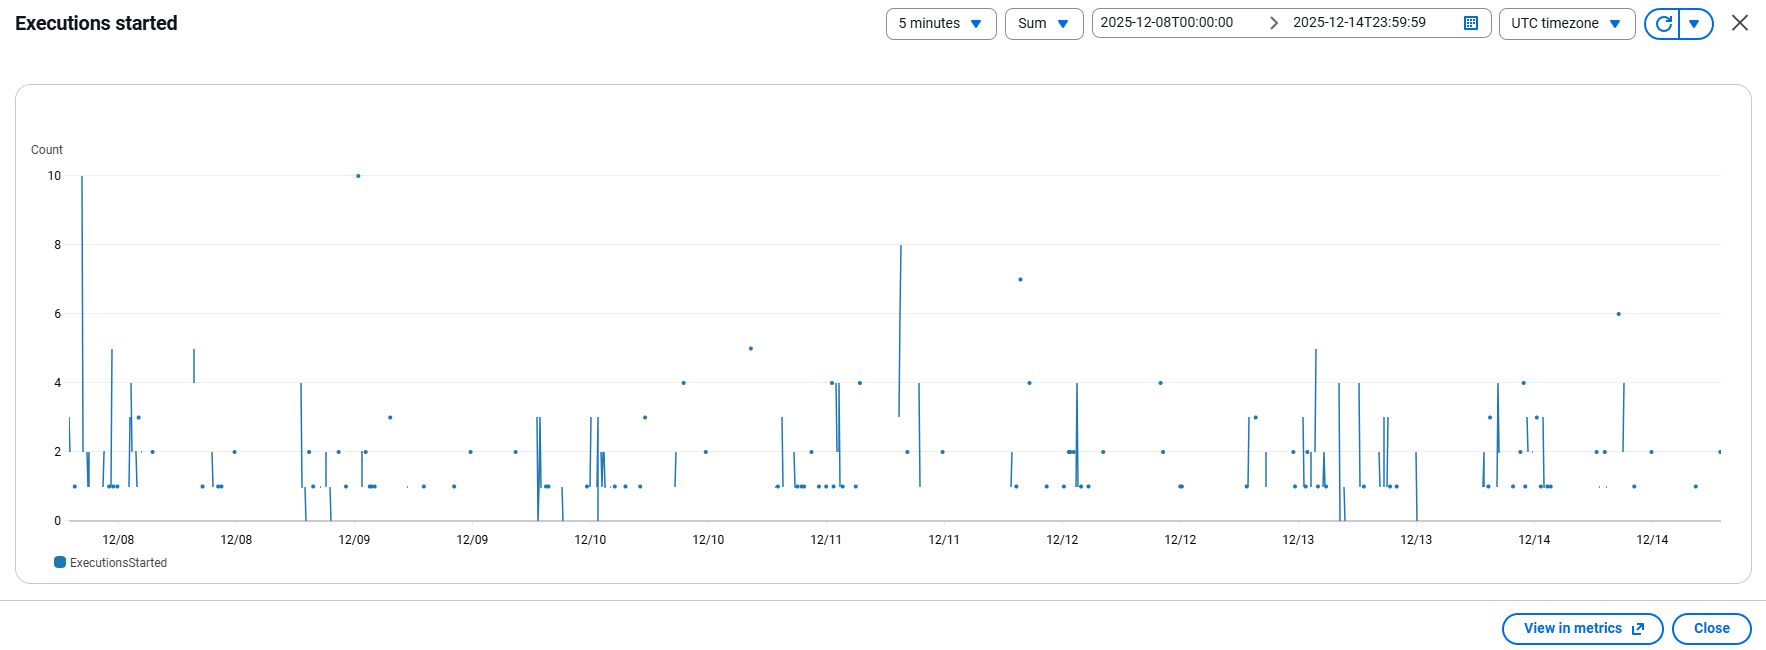 Executions started
5 minutes
Sum
2025-12-08T00:00:00
2025-12-14T23:59:59
UTC timezone
Count
10
8
6
4
2
0
12/08 12/08 12/09 12/09 12/10 12/10 12/11 12/11 12/12 12/12 12/13 12/13 12/14 12/14
ExecutionsStarted
View in metrics
Close